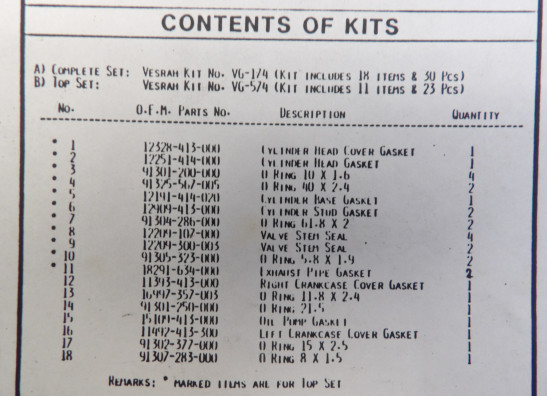 CONTENTS OF KITS
A) COMPLETE SET: VESRAH KIT NO. VG-174 (KIT INCLUDES 18 ITEMS & 30 PCS)
B) TOP SET: VESRAH KIT NO. VG-574 (KIT INCLUDES 11 ITEMS & 23 PCS)
NO. O.E.M. PARTS NO. DESCRIPTION QUANTITY
* 1 12328-413-000 CYLINDER HEAD COVER GASKET 1
* 2 12251-414-000 CYLINDER HEAD GASKET 1
* 3 91301-200-000 O RING 10 X 1.6 4
* 4 91325-567-005 O RING 40 X 2.4 2
* 5 12191-414-020 CYLINDER BASE GASKET 1
* 6 12909-413-000 CYLINDER STUD GASKET 2
* 7 91304-286-000 O RING 61.8 X 2 2
* 8 12209-107-000 VALVE STEM SEAL 4
* 9 12209-300-003 VALVE STEM SEAL 2
* 10 91305-323-000 O RING 5.8 X 1.9 2
* 11 18291-634-000 EXHAUST PIPE GASKET 2
12 11393-413-000 RIGHT CRANKCASE COVER GASKET 1
13 16997-357-003 O RING 11.8 X 2.4 1
14 91301-250-000 O RING 21.5 1
15 15109-413-000 OIL PUMP GASKET 1
16 11492-413-300 LEFT CRANKCASE COVER GASKET 1
17 91302-377-000 O RING 15 X 2.5 1
18 91307-283-000 O RING 8 X 1.5 1
REMARKS: * MARKED ITEMS ARE FOR TOP SET